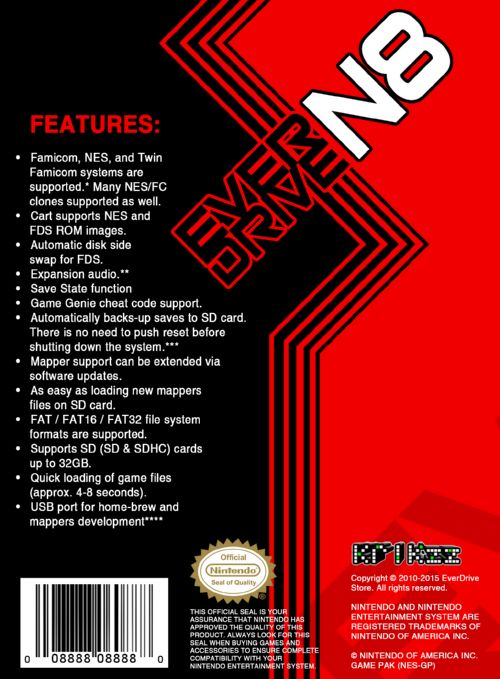 N8
EVER
DRIVE
FEATURES:
• Famicom, NES, and Twin
Famicom systems are
supported.* Many NES/FC
clones supported as well.
• Cart supports NES and
FDS ROM images.
• Automatic disk side
swap for FDS.
• Expansion audio.**
• Save State function
• Game Genie cheat code support.
• Automatically backs-up saves to SD card.
There is no need to push reset before
shutting down the system.***
• Mapper support can be extended via
software updates.
• As easy as loading new mappers
files on SD card.
• FAT / FAT16 / FAT32 file system
formats are supported.
• Supports SD (SD & SDHC) cards
up to 32GB.
• Quick loading of game files
(approx. 4-8 seconds).
• USB port for home-brew and
mappers development****
0 08888 08888 0
Official
Nintendo
Seal of Quality
THIS OFFICIAL SEAL IS YOUR
ASSURANCE THAT NINTENDO HAS
APPROVED THE QUALITY OF THIS
PRODUCT. ALWAYS LOOK FOR THIS
SEAL WHEN BUYING GAMES AND
ACCESSORIES TO ENSURE COMPLETE
COMPATIBILITY WITH YOUR
NINTENDO ENTERTAINMENT SYSTEM.
Copyright © 2010-2015 EverDrive
Store. All rights reserved.
NINTENDO AND NINTENDO
ENTERTAINMENT SYSTEM ARE
REGISTERED TRADEMARKS OF
NINTENDO OF AMERICA INC.
© NINTENDO OF AMERICA INC.
GAME PAK (NES-GP)